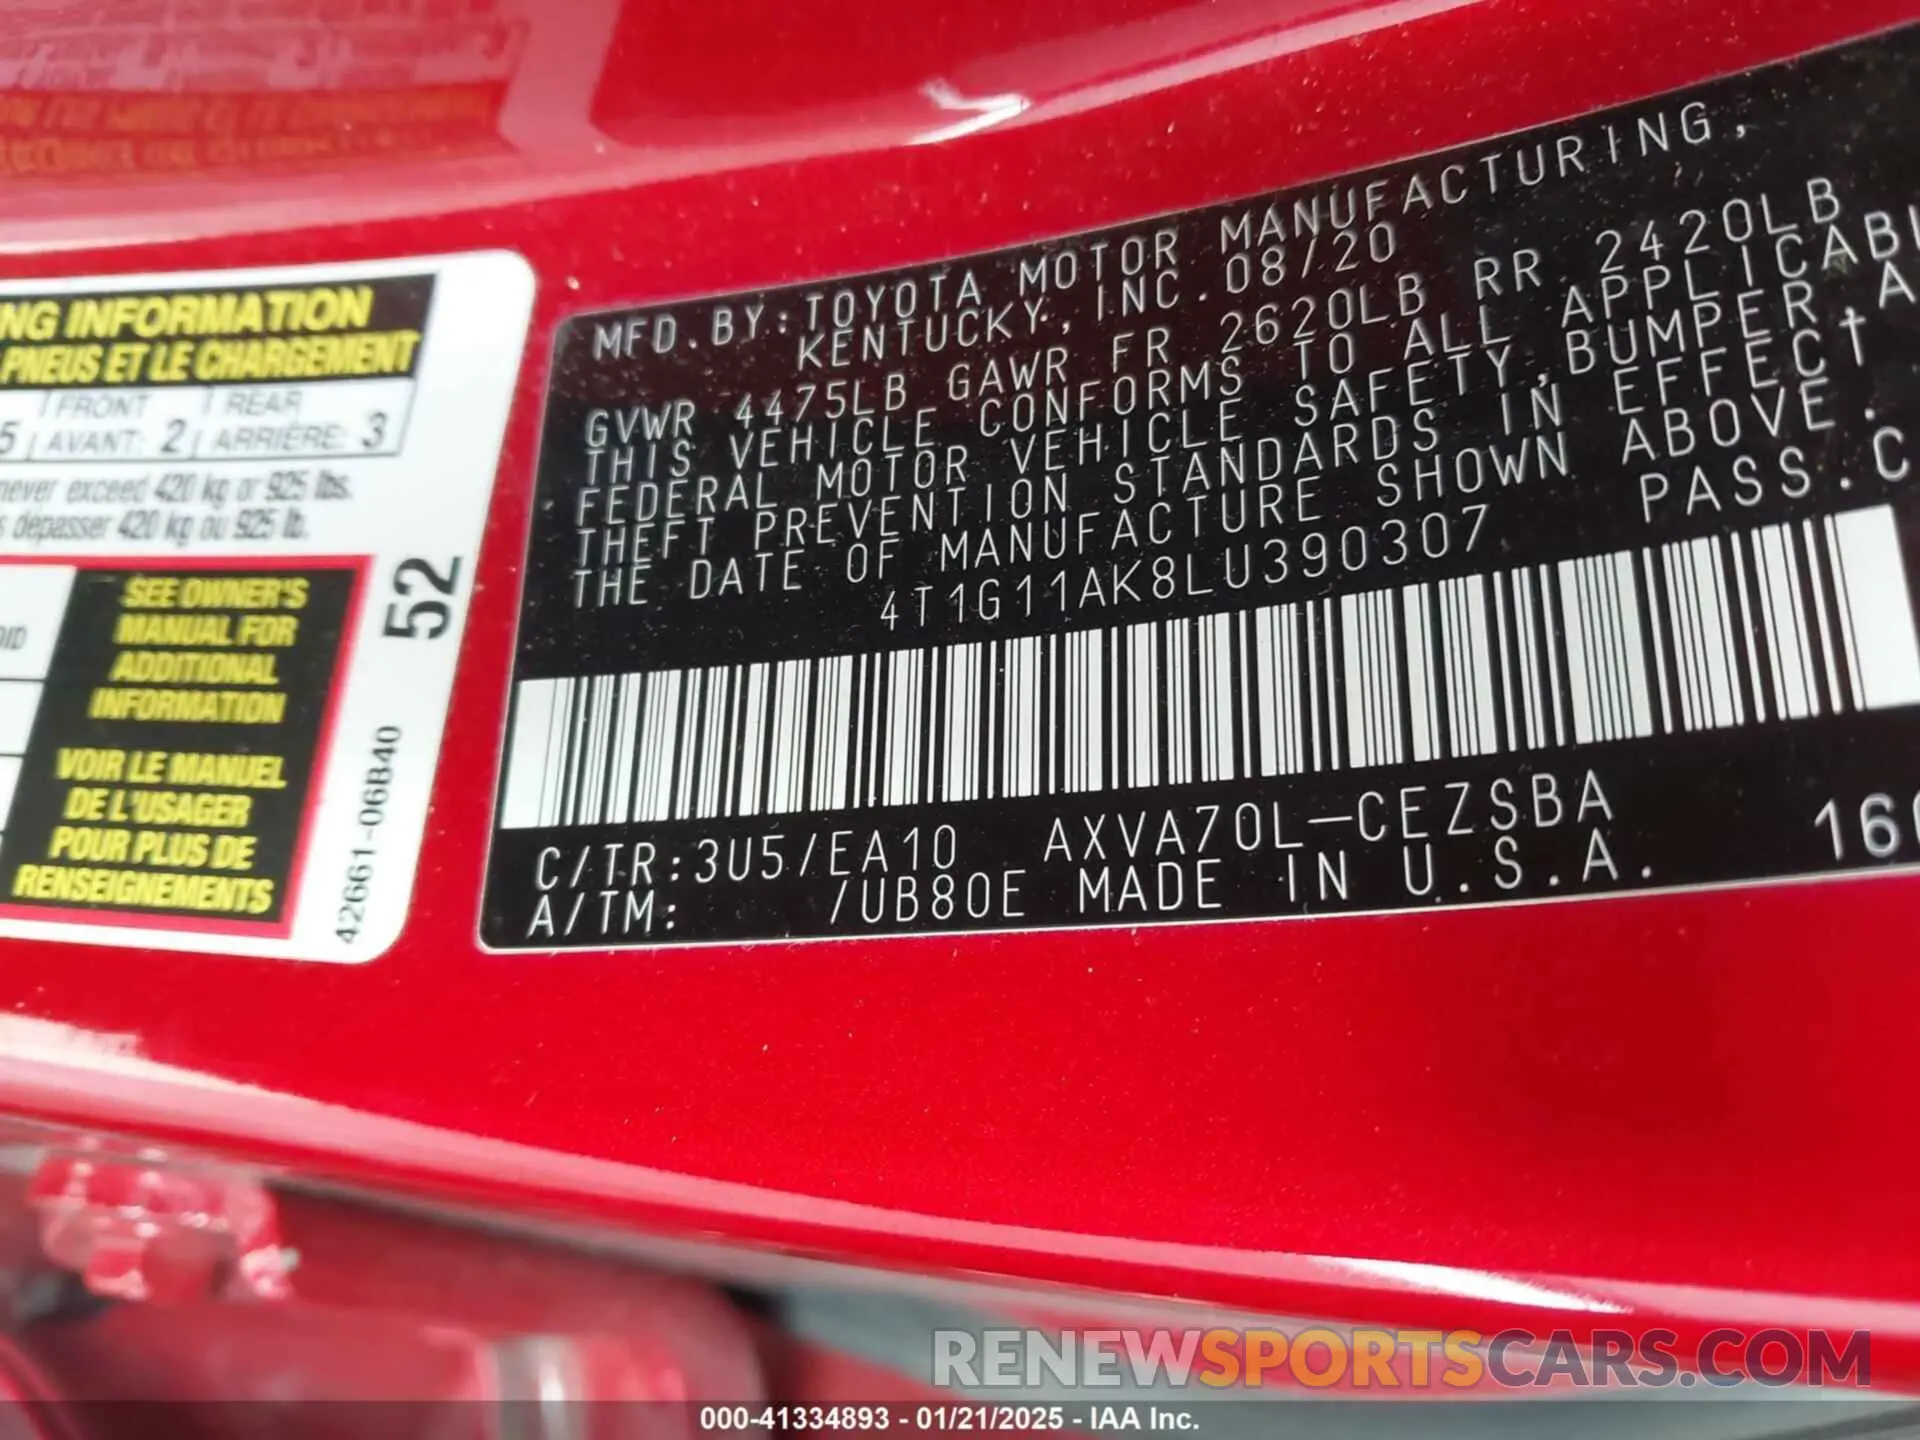 NG INFORMATION
PNEUS ET LE CHARGEMENT
5 FRONT REAR
AVANT: 2 ARRIÈRE: 3
never exceed 420 kg or 925 lbs.
dépasser 420 kg ou 925 lb.
SEE OWNER'S
MANUAL FOR
ADDITIONAL
INFORMATION
VOIR LE MANUEL
DE L'USAGER
POUR PLUS DE
RENSEIGNEMENTS
52
42661-06B40
MFD. BY: TOYOTA MOTOR MANUFACTURING,
KENTUCKY, INC. 08/20
GVWR 4475LB GAWR FR 2620LB RR 2420LB
THIS VEHICLE CONFORMS TO ALL APPLICABL
FEDERAL MOTOR VEHICLE SAFETY, BUMPER, A
THEFT PREVENTION STANDARDS IN EFFECT
THE DATE OF MANUFACTURE SHOWN ABOVE.
4T1G11AK8LU390307 PASS. C
C/TR: 3U5/EA10 AXVA70L-CEZSBA
A/TM: /UB80E MADE IN U.S.A. 160
RENEWSPORTSCARS.COM
000-41334893 - 01/21/2025 - IAA Inc.